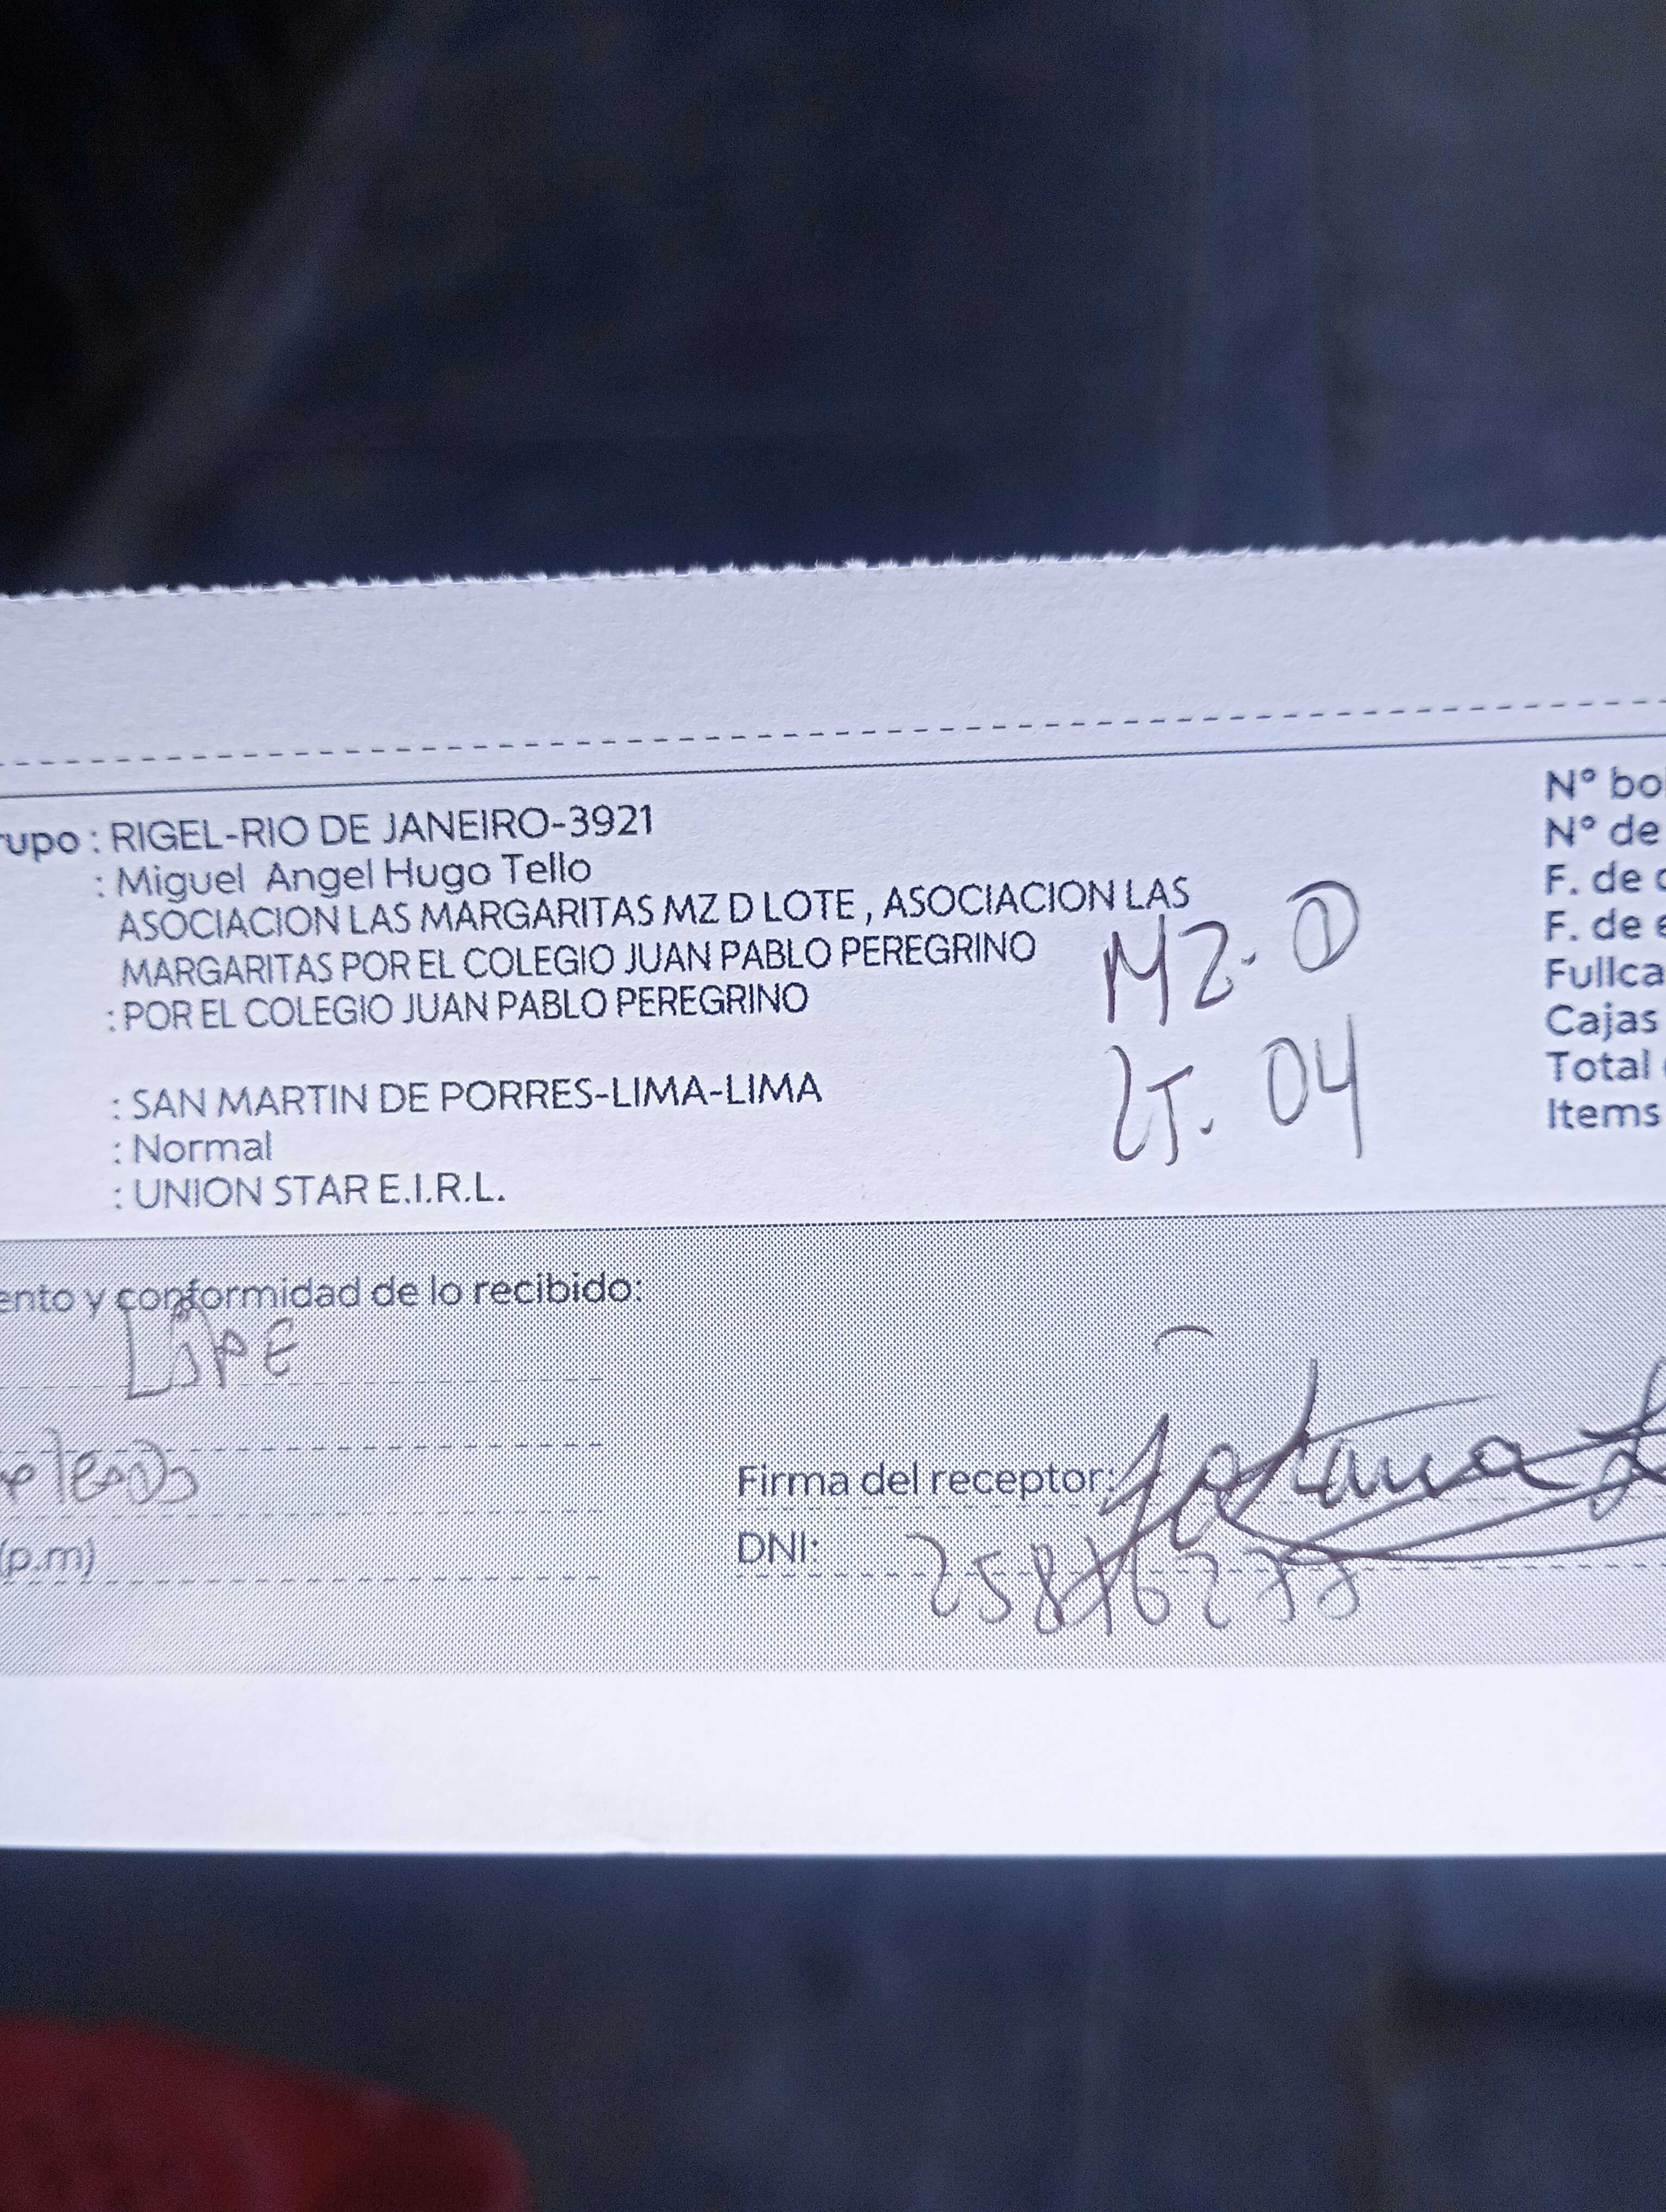 rupo : RIGEL-RIO DE JANEIRO-3921
: Miguel Angel Hugo Tello
ASOCIACION LAS MARGARITAS MZ D LOTE , ASOCIACION LAS
MARGARITAS POR EL COLEGIO JUAN PABLO PEREGRINO
: POR EL COLEGIO JUAN PABLO PEREGRINO
MZ. D
LT. 04
: SAN MARTIN DE PORRES-LIMA-LIMA
: Normal
: UNION STAR E.I.R.L.
N° bol
N° de
F. de
F. de e
Fullca
Cajas
Total
Items
ento y conformidad de lo recibido:
(p.m)
Firma del receptor:
DNI: